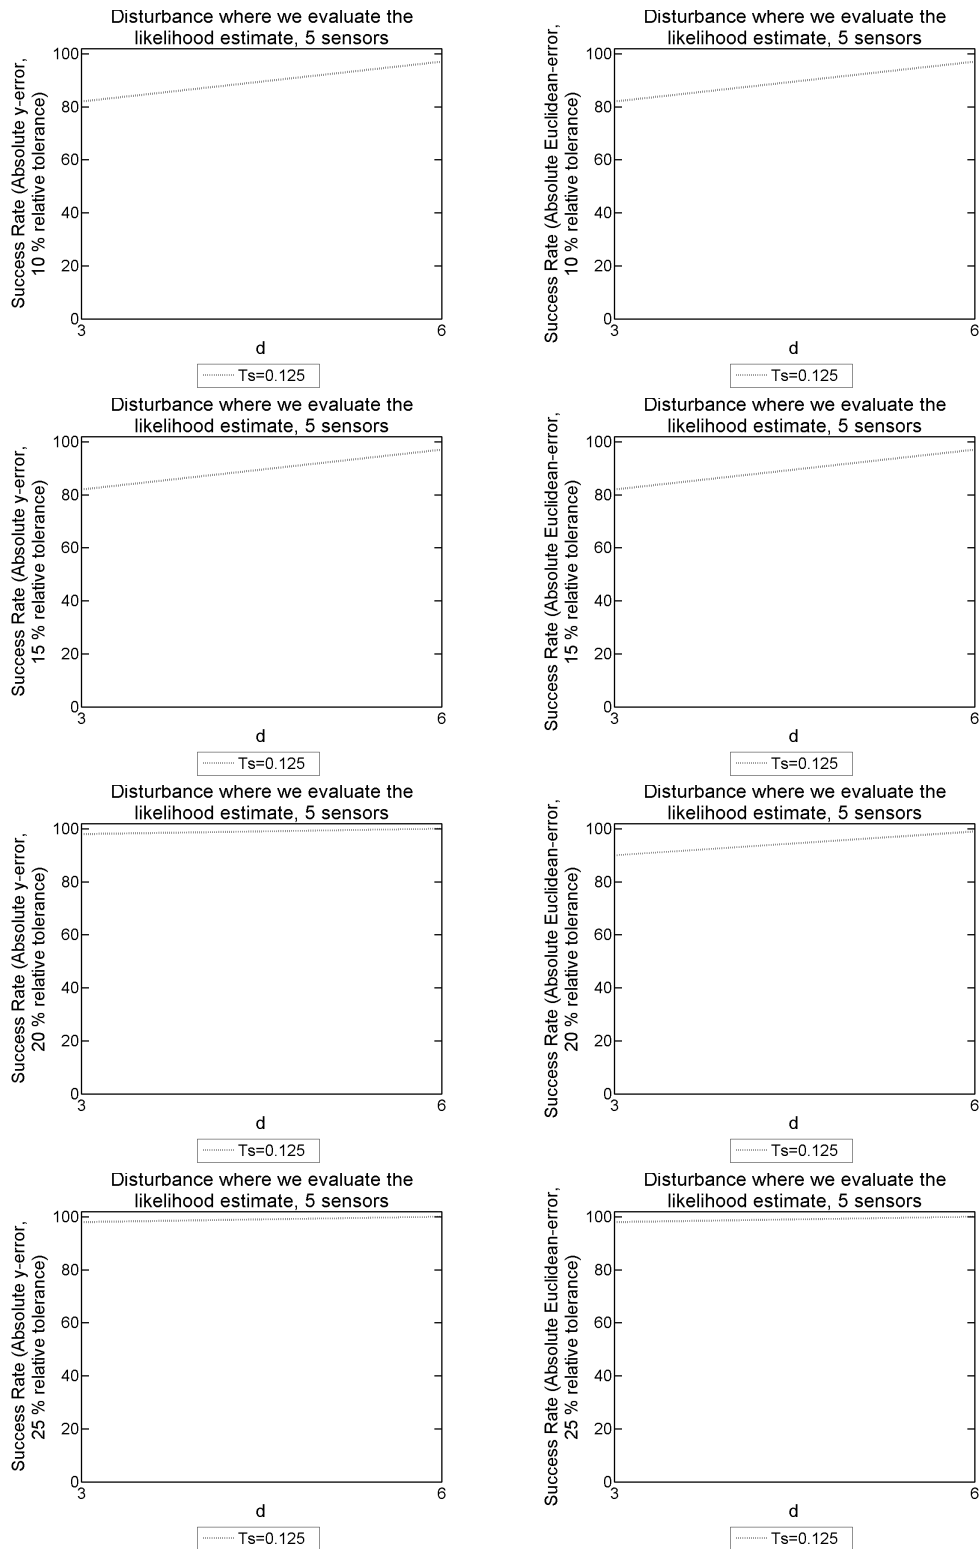 Disturbance where we evaluate the
likelihood estimate, 5 sensors
Success Rate (Absolute y-error,
10 % relative tolerance)
100
80
60
40
20
0
3
6
d
Ts=0.125
Disturbance where we evaluate the
likelihood estimate, 5 sensors
Success Rate (Absolute Euclidean-error,
10 % relative tolerance)
100
80
60
40
20
0
3
6
d
Ts=0.125
Disturbance where we evaluate the
likelihood estimate, 5 sensors
Success Rate (Absolute y-error,
15 % relative tolerance)
100
80
60
40
20
0
3
6
d
Ts=0.125
Disturbance where we evaluate the
likelihood estimate, 5 sensors
Success Rate (Absolute Euclidean-error,
15 % relative tolerance)
100
80
60
40
20
0
3
6
d
Ts=0.125
Disturbance where we evaluate the
likelihood estimate, 5 sensors
Success Rate (Absolute y-error,
20 % relative tolerance)
100
80
60
40
20
0
3
6
d
Ts=0.125
Disturbance where we evaluate the
likelihood estimate, 5 sensors
Success Rate (Absolute Euclidean-error,
20 % relative tolerance)
100
80
60
40
20
0
3
6
d
Ts=0.125
Disturbance where we evaluate the
likelihood estimate, 5 sensors
Success Rate (Absolute y-error,
25 % relative tolerance)
100
80
60
40
20
0
3
6
d
Ts=0.125
Disturbance where we evaluate the
likelihood estimate, 5 sensors
Success Rate (Absolute Euclidean-error,
25 % relative tolerance)
100
80
60
40
20
0
3
6
d
Ts=0.125